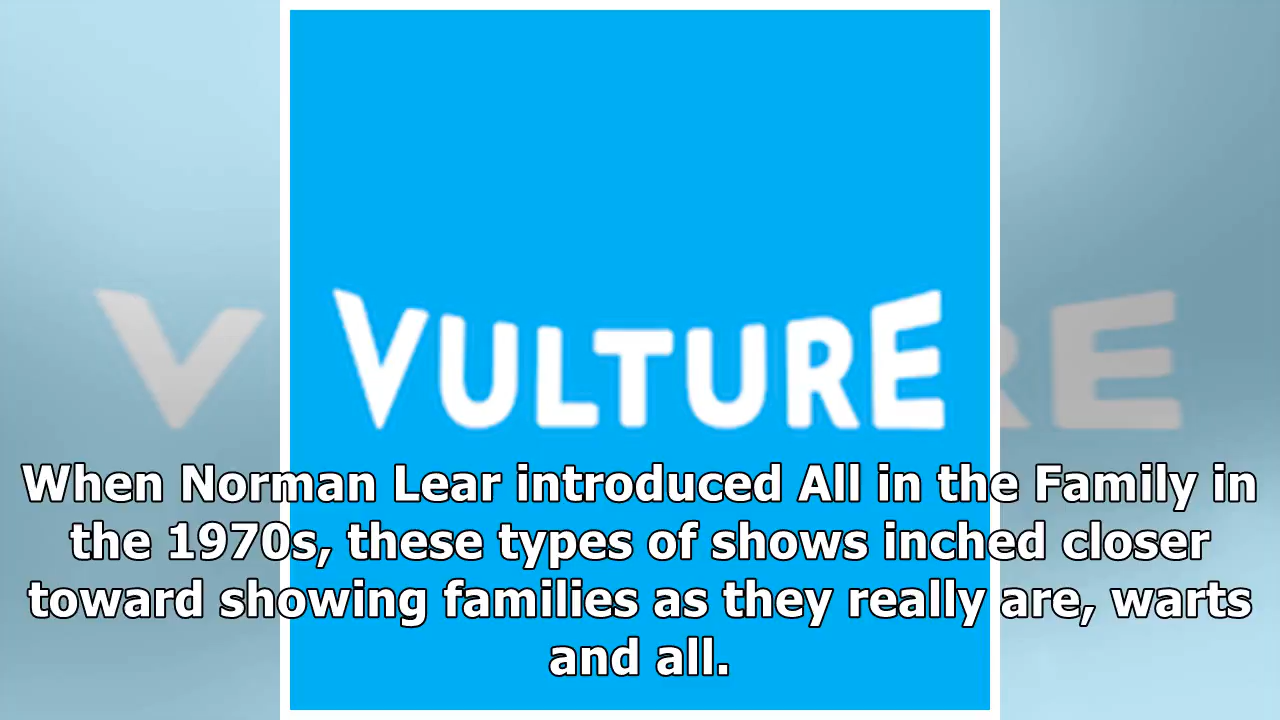 VULTURE
When Norman Lear introduced All in the Family in
the 1970s, these types of shows inched closer
toward showing families as they really are, warts
and all.